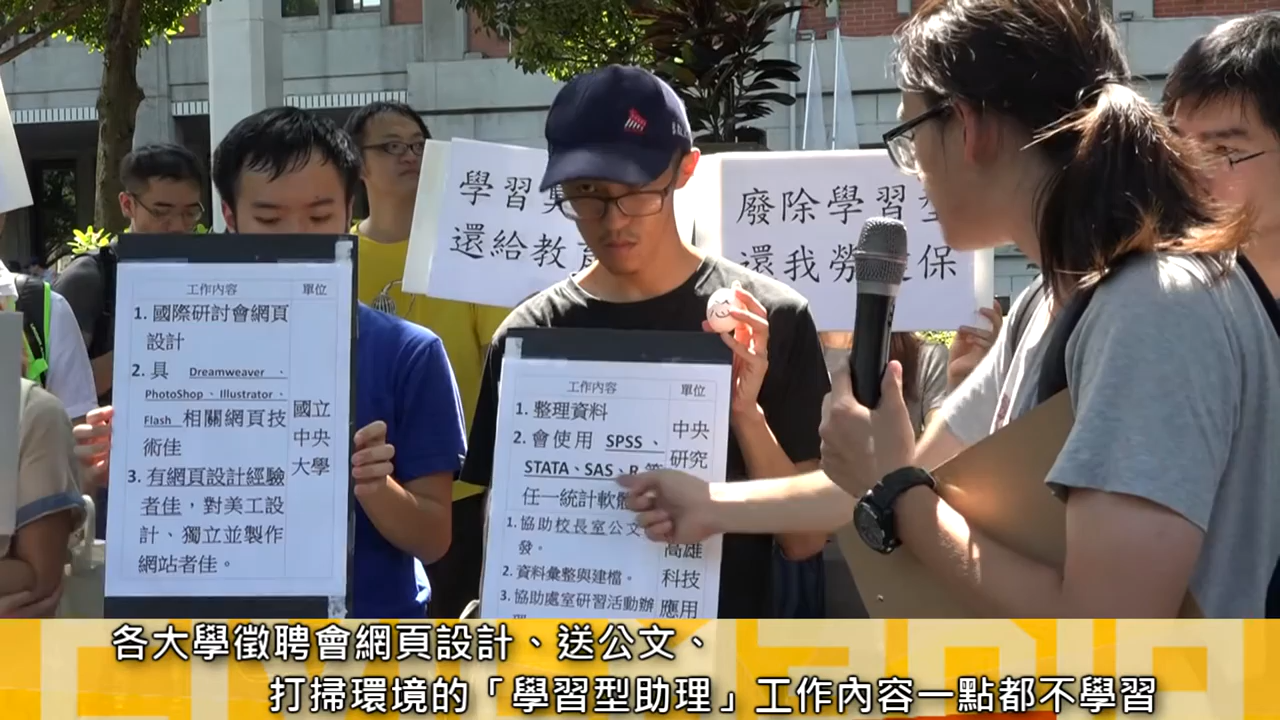 學習
還給教
廢除學習型
還我勞 保
工作內容 單位
1. 國際研討會網頁
設計
2. 具 Dreamweaver 、
PhotoShop 、Illustrator、
Flash 相關網頁技
術佳
3. 有網頁設計經驗
者佳，對美工設
計、獨立並製作
網站者佳。
國立
中央
大學
工作內容 單位
1. 整理資料
2. 會使用 SPSS 、
STATA、SAS、R 等
任一統計軟體
中央
研究
1. 協助校長室公文
發。
2. 資料彙整與建檔。
3. 協助處室研習活動辦
高雄
科技
應用
各大學徵聘會網頁設計、送公文、
打掃環境的「學習型助理」工作內容一點都不學習